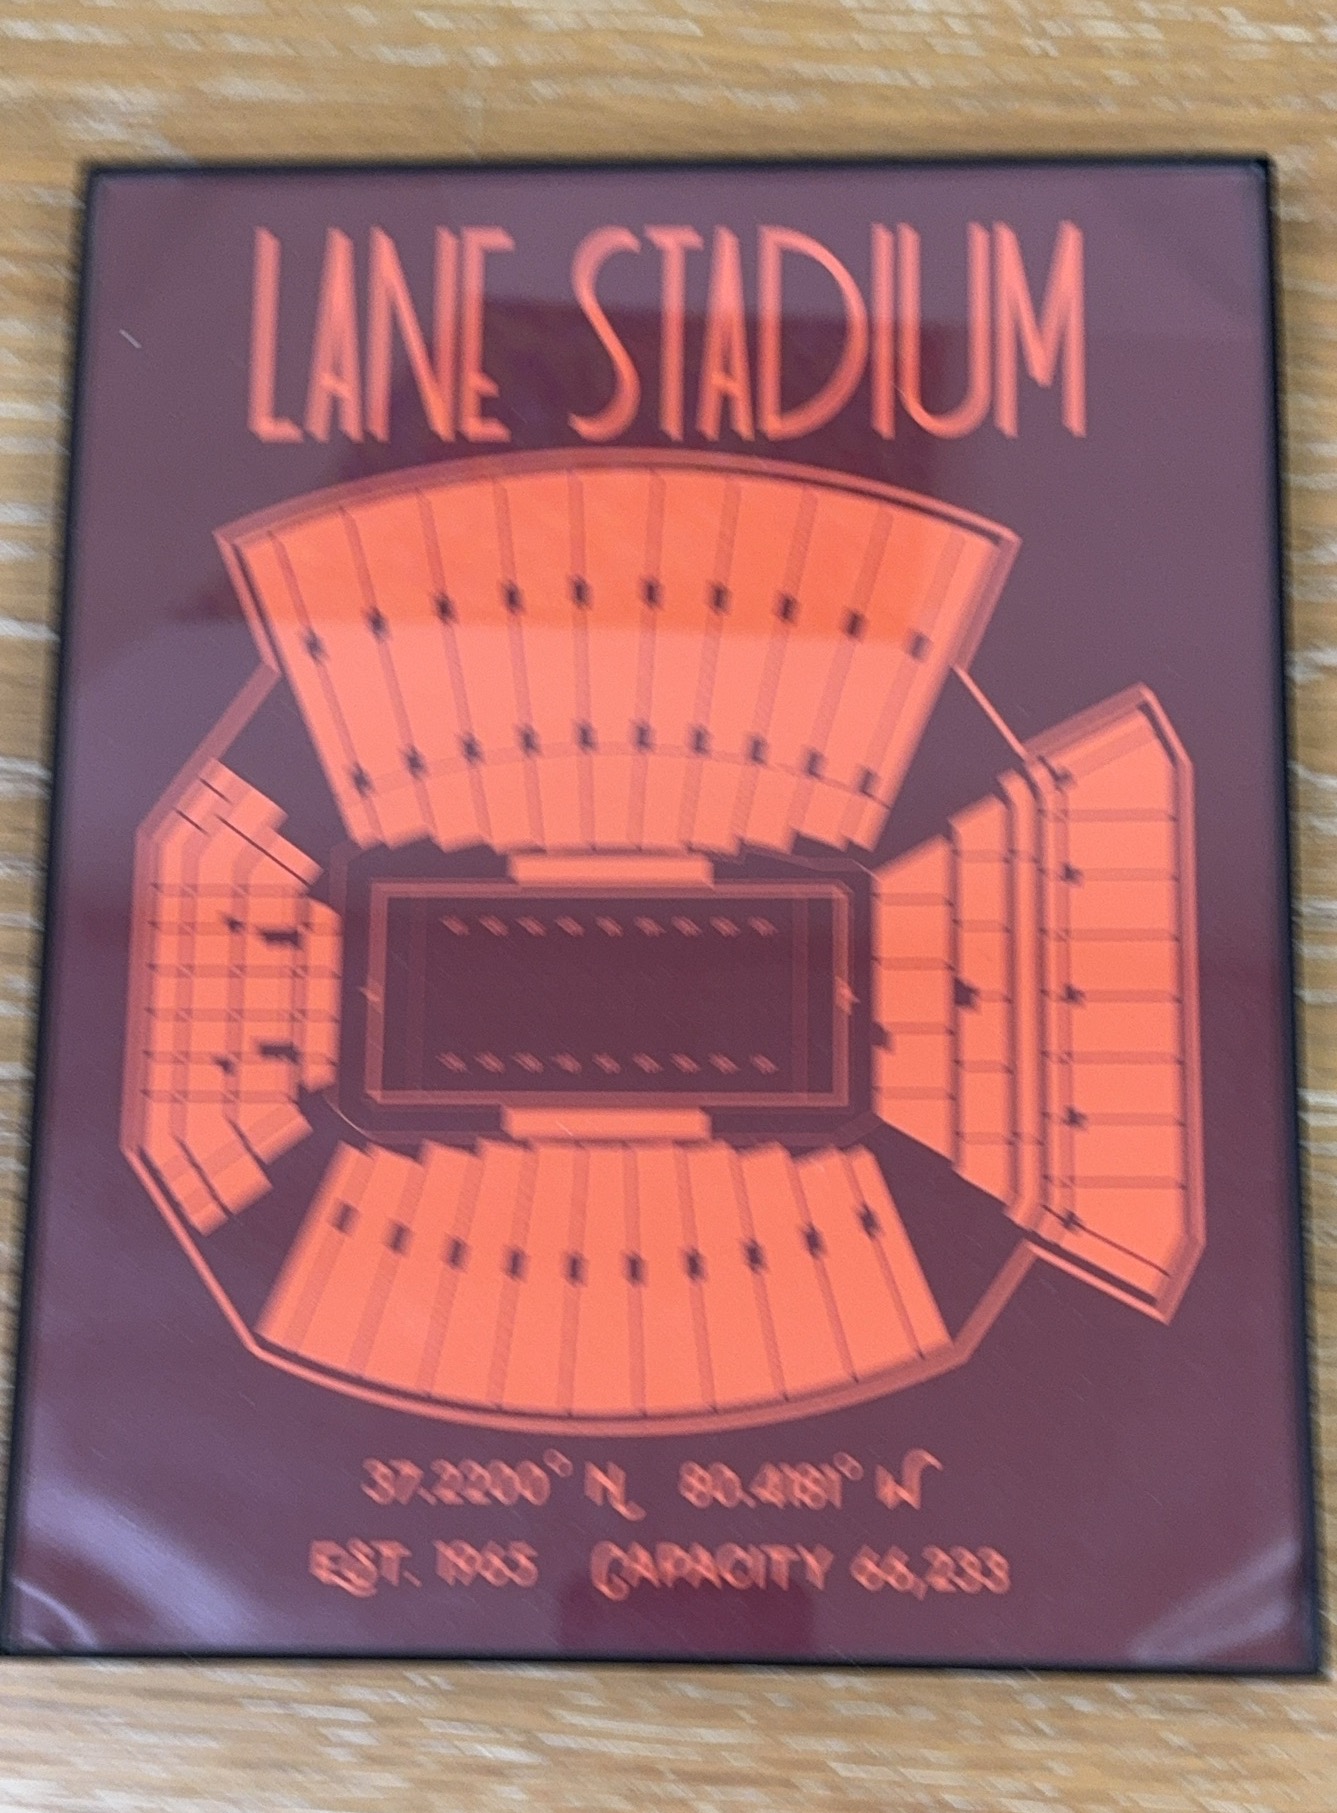 LANE STADIUM
37.2200° N, 80.4181° W
EST. 1965 CAPACITY 66,233